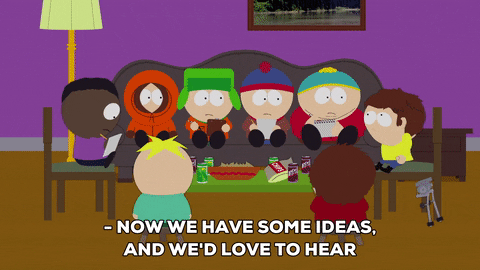 - NOW WE HAVE SOME IDEAS,
AND WE'D LOVE TO HEAR